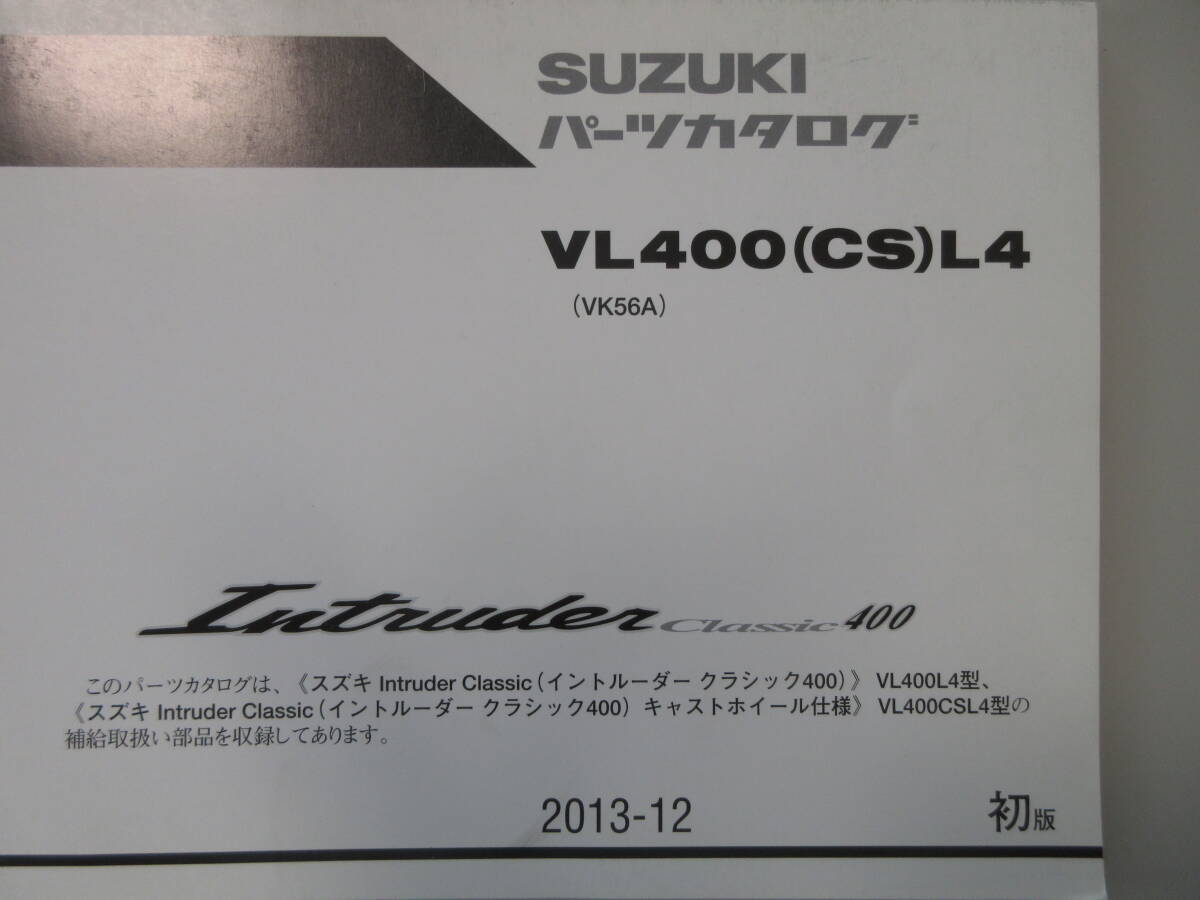 SUZUKI
パーツカタログ
VL400(CS)L4
(VK56A)
Intruder Classic 400
このパーツカタログは、《スズキ Intruder Classic(イントルーダー クラシック400)》 VL400L4型、
《スズキ Intruder Classic(イントルーダー クラシック400) キャストホイール仕様》 VL400CSL4型の
補給取扱い部品を収録してあります。
2013-12 初版